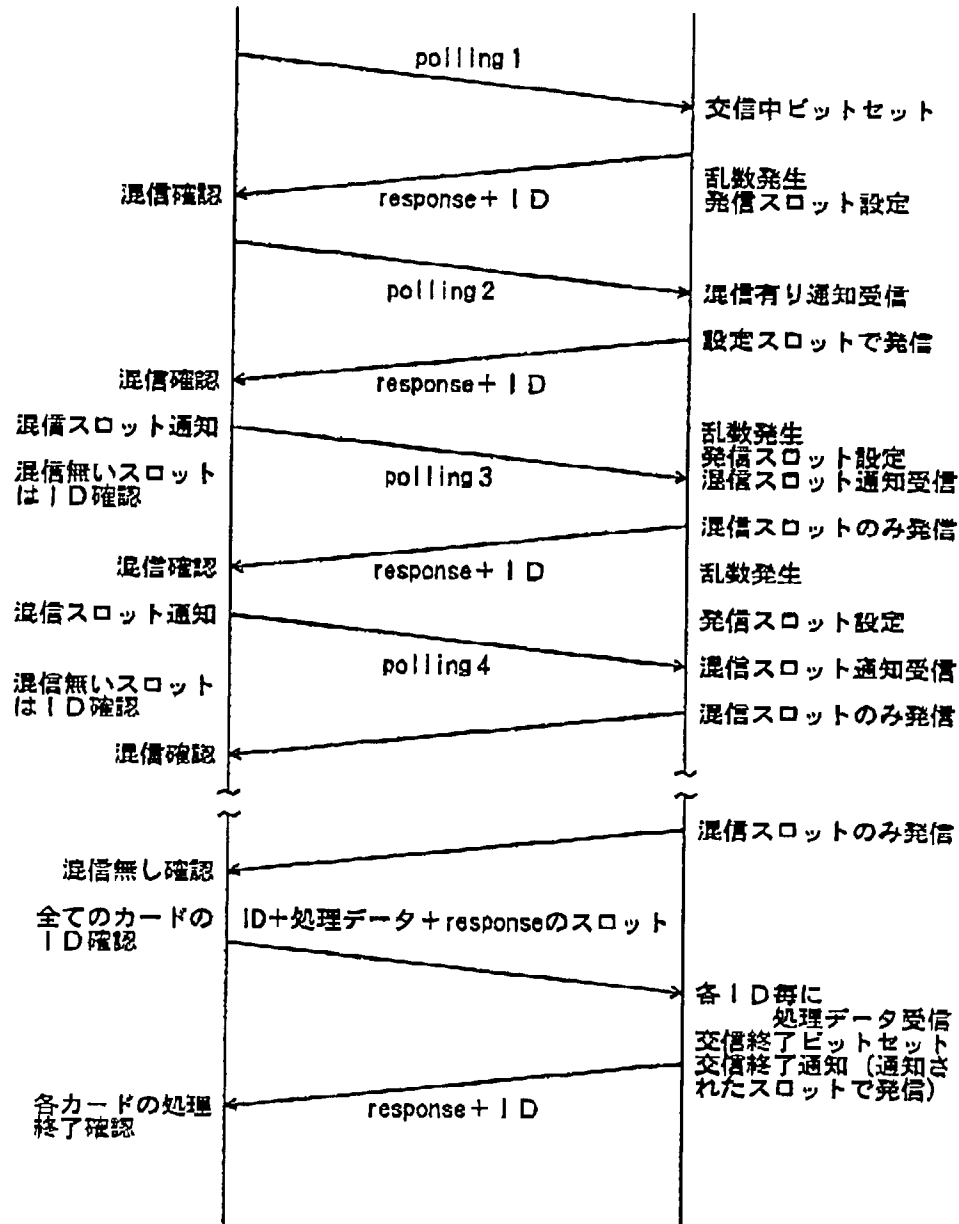 polling1
交信中ビットセット
乱数発生
混信確認
response+ID
発信スロット設定
polling2
混信有り通知受信
設定スロットで発信
混信確認
response+ID
混信スロット通知
乱数発生
発信スロット設定
混信無いスロット
polling3
混信スロット通知受信
はID確認
混信スロットのみ発信
混信確認
response+ID
乱数発生
混信スロット通知
発信スロット設定
polling4
混信スロット通知受信
混信無いスロット
はID確認
混信スロットのみ発信
混信確認
混信スロットのみ発信
混信無し確認
全てのカードの
ID確認
ID+処理データ+responseのスロット
各ID毎に
処理データ受信
交信終了ビットセット
交信終了通知(通知さ
れたスロットで発信)
各カードの処理
終了確認
response+ID